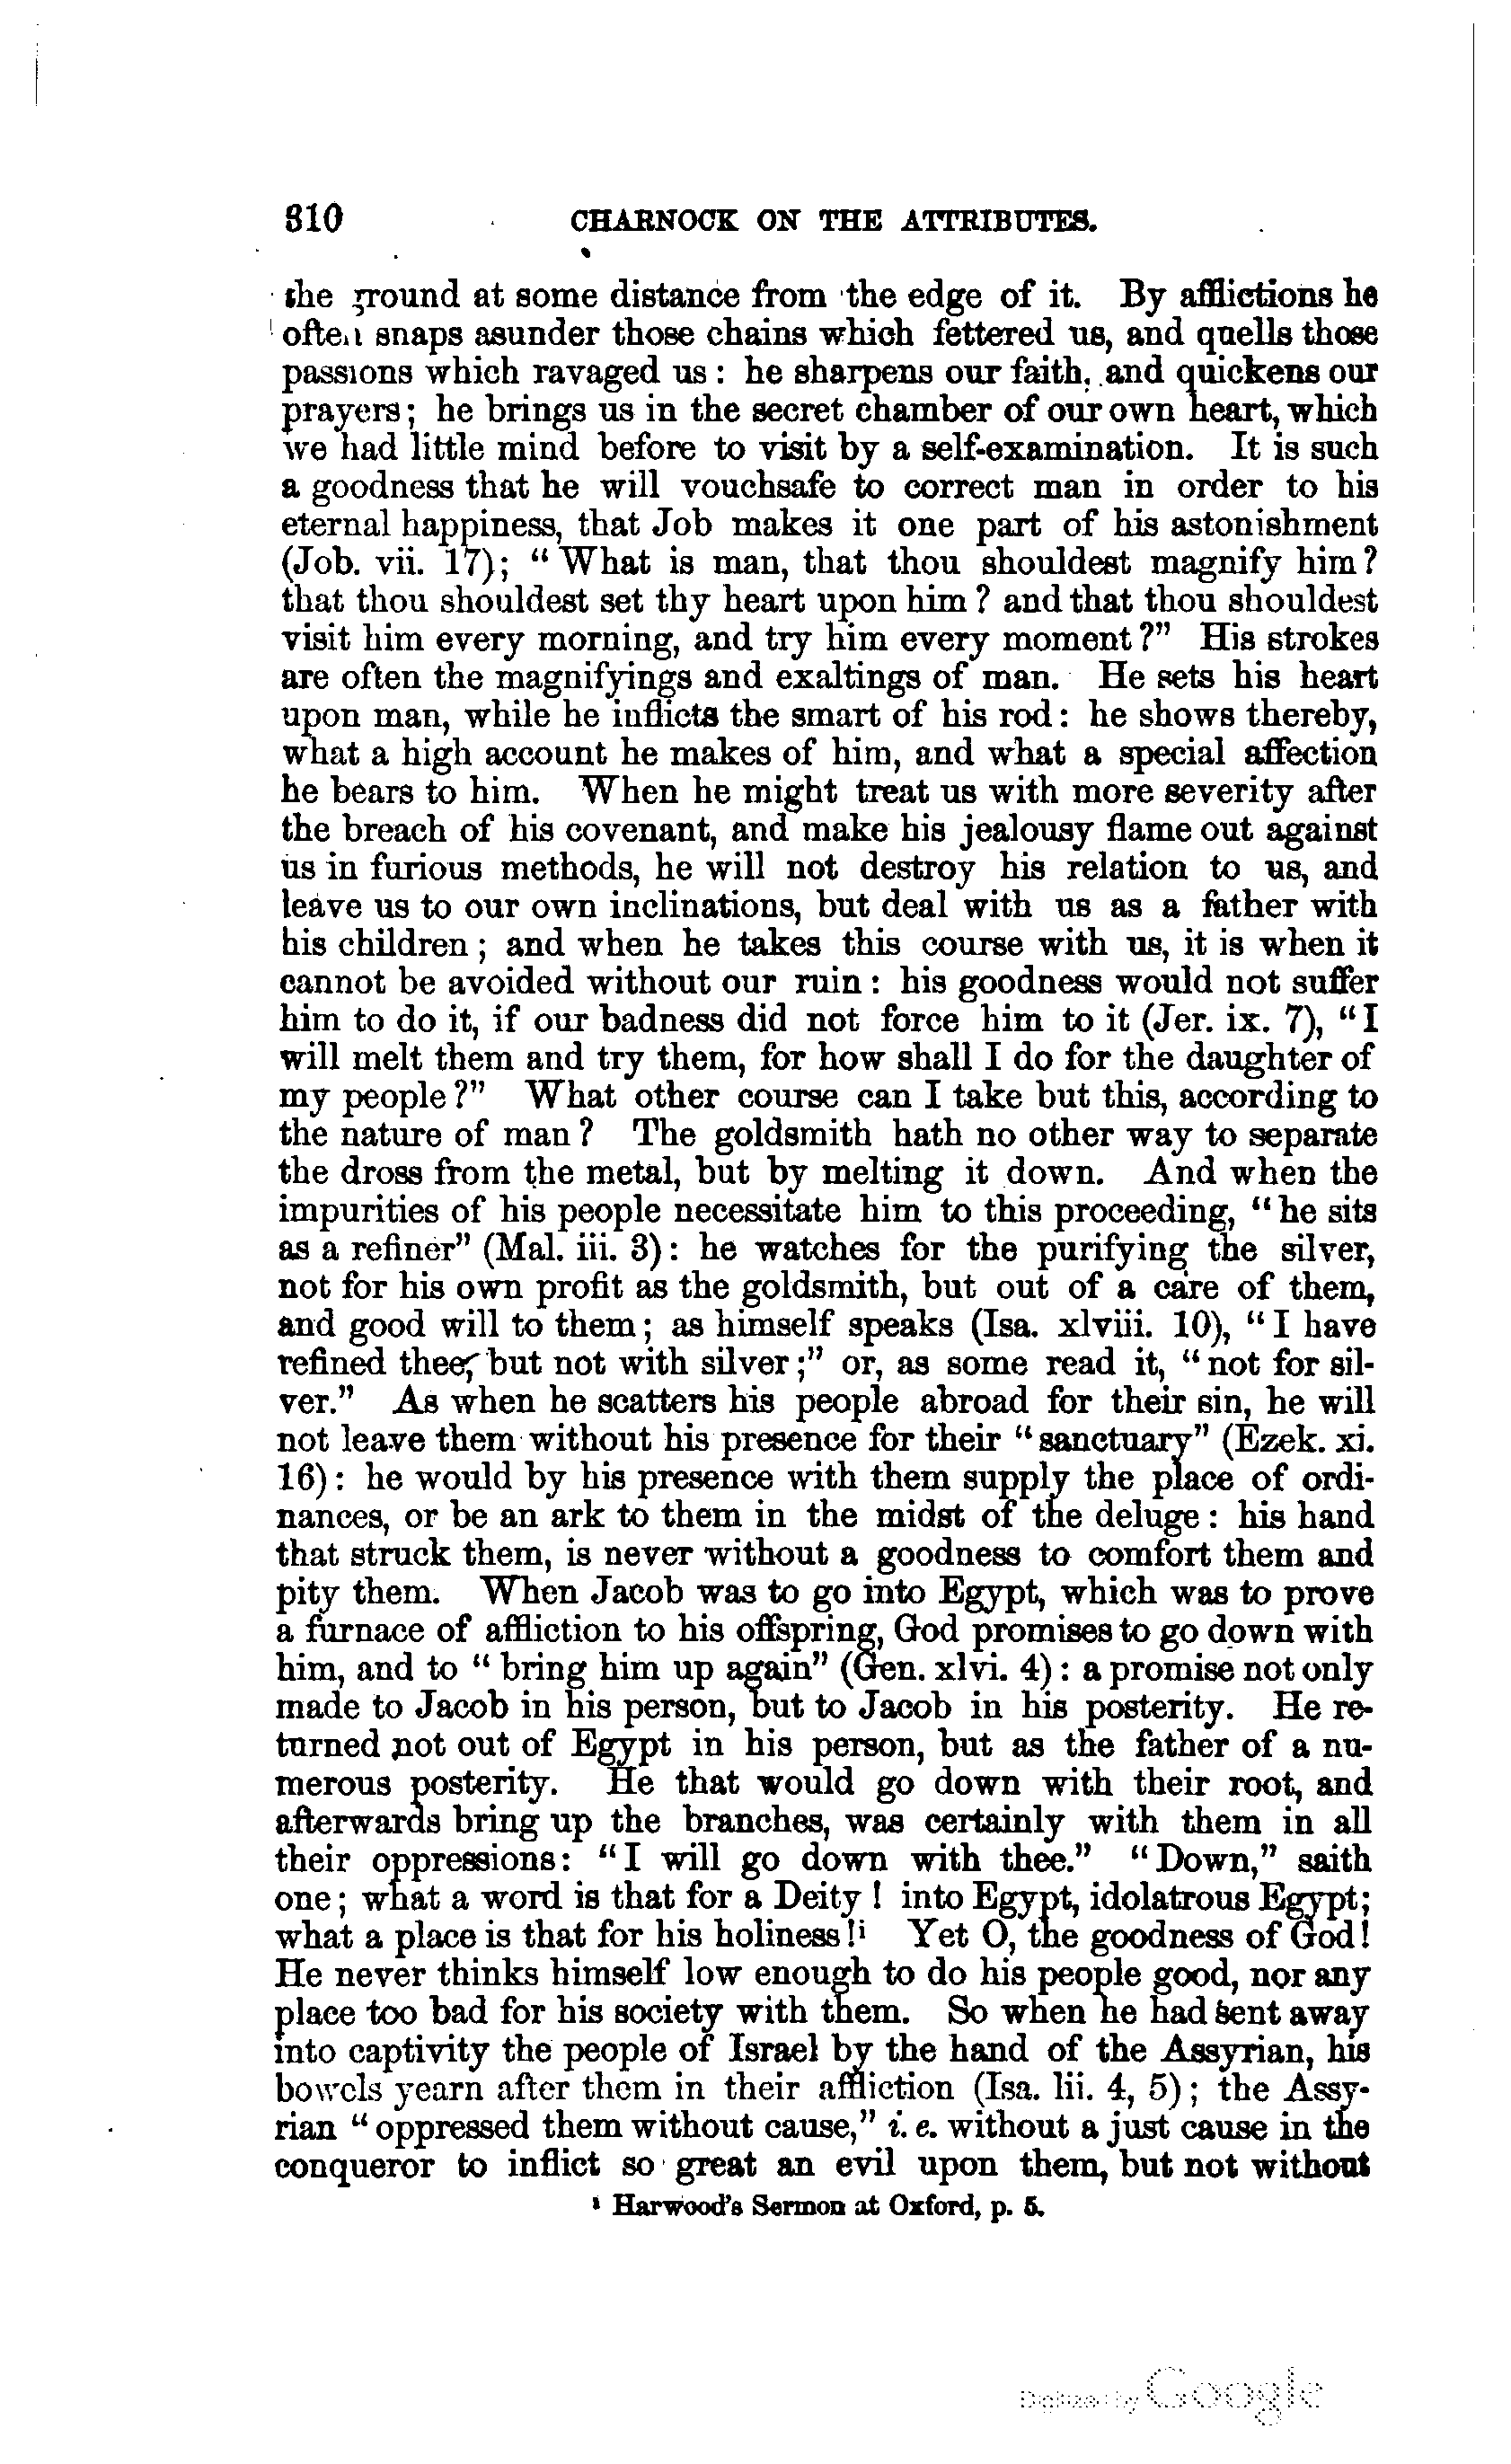 310 CHARNOCK ON THE ATTRIBUTES.
the ground at some distance from the edge of it. By afflictions he
often snaps asunder those chains which fettered us, and quells those
passions which ravaged us : he sharpens our faith, and quickens our
prayers; he brings us in the secret chamber of our own heart, which
we had little mind before to visit by a self-examination. It is such
a goodness that he will vouchsafe to correct man in order to his
eternal happiness, that Job makes it one part of his astonishment
(Job. vii. 17); "What is man, that thou shouldest magnify him?
that thou shouldest set thy heart upon him ? and that thou shouldest
visit him every morning, and try him every moment ?" His strokes
are often the magnifyings and exaltings of man. He sets his heart
upon man, while he inflicts the smart of his rod : he shows thereby,
what a high account he makes of him, and what a special affection
he bears to him. When he might treat us with more severity after
the breach of his covenant, and make his jealousy flame out against
us in furious methods, he will not destroy his relation to us, and
leave us to our own inclinations, but deal with us as a father with
his children ; and when he takes this course with us, it is when it
cannot be avoided without our ruin : his goodness would not suffer
him to do it, if our badness did not force him to it (Jer. ix. 7), "I
will melt them and try them, for how shall I do for the daughter of
my people ?" What other course can I take but this, according to
the nature of man ? The goldsmith hath no other way to separate
the dross from the metal, but by melting it down. And when the
impurities of his people necessitate him to this proceeding, "he sits
as a refiner" (Mal. iii. 3): he watches for the purifying the silver,
not for his own profit as the goldsmith, but out of a care of them,
and good will to them ; as himself speaks (Isa. xlviii. 10), "I have
refined thee, but not with silver ;" or, as some read it, "not for sil-
ver." As when he scatters his people abroad for their sin, he will
not leave them without his presence for their "sanctuary" (Ezek. xi.
16): he would by his presence with them supply the place of ordi-
nances, or be an ark to them in the midst of the deluge : his hand
that struck them, is never without a goodness to comfort them and
pity them. When Jacob was to go into Egypt, which was to prove
a furnace of affliction to his offspring, God promises to go down with
him, and to "bring him up again" (Gen. xlvi. 4) : a promise not only
made to Jacob in his person, but to Jacob in his posterity. He re-
turned not out of Egypt in his person, but as the father of a nu-
merous posterity. He that would go down with their root, and
afterwards bring up the branches, was certainly with them in all
their oppressions: "I will go down with thee." "Down," saith
one; what a word is that for a Deity ! into Egypt, idolatrous Egypt;
what a place is that for his holiness !i Yet O, the goodness of God!
He never thinks himself low enough to do his people good, nor any
place too bad for his society with them. So when he had sent away
into captivity the people of Israel by the hand of the Assyrian, his
bowels yearn after them in their affliction (Isa. lii. 4, 5); the Assy-
rian "oppressed them without cause," i. e. without a just cause in the
conqueror to inflict so great an evil upon them, but not without
i Harwood's Sermon at Oxford, p. 5.
Digitized by Google